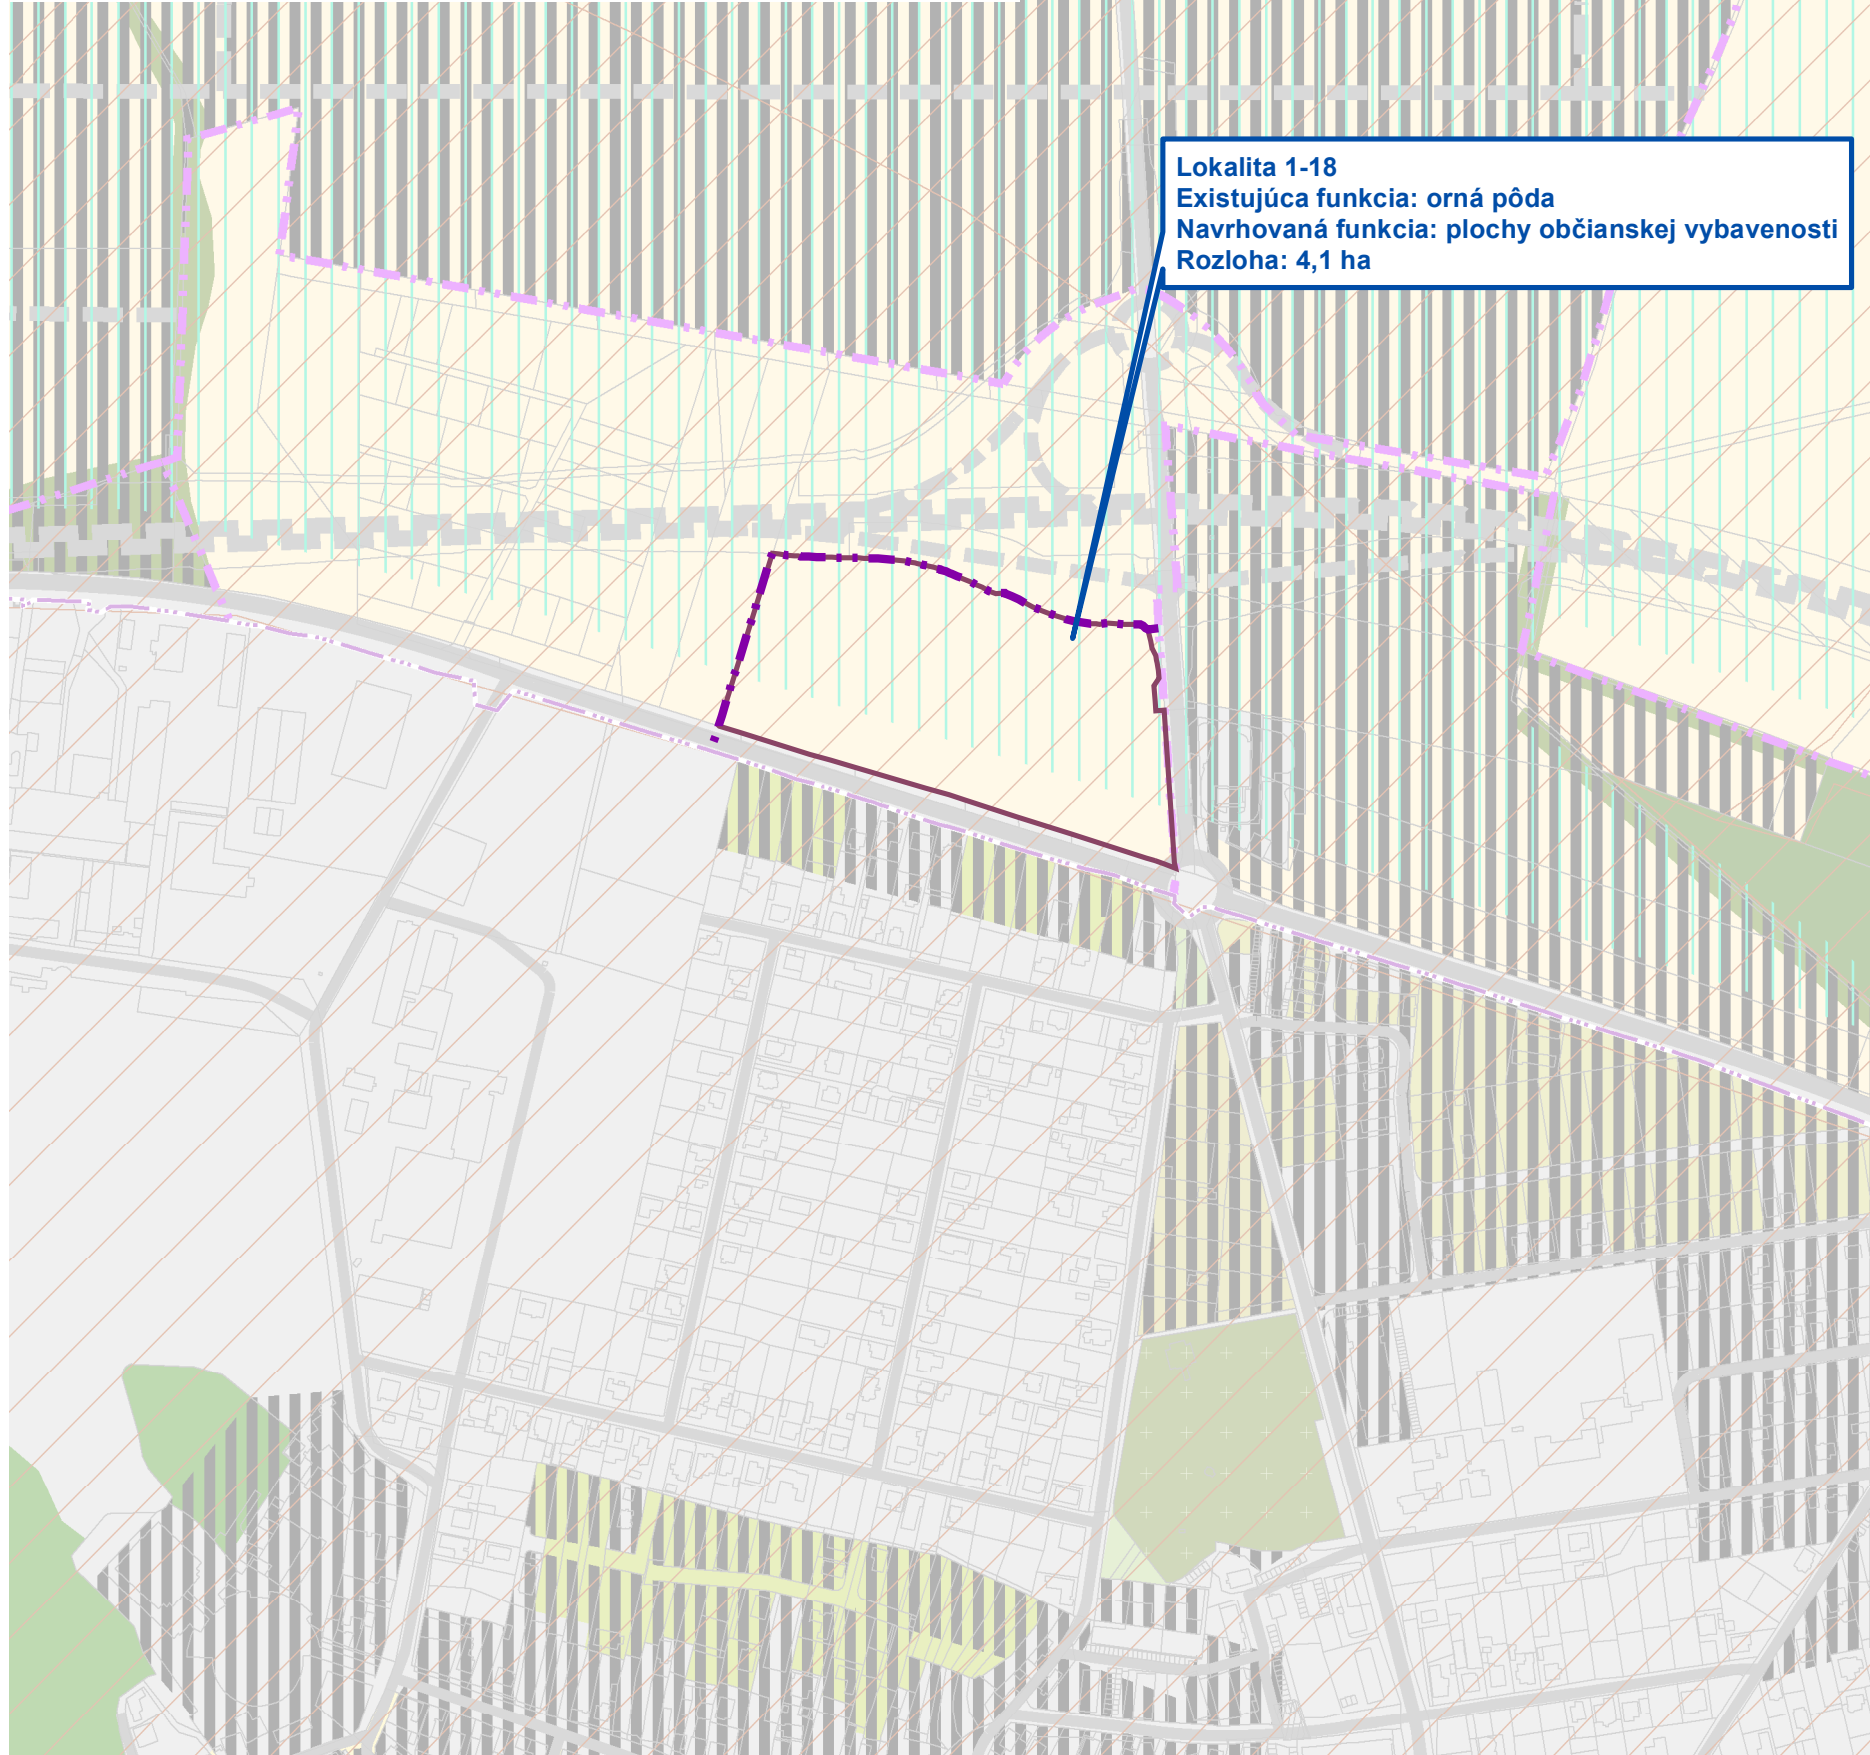 Lokalita 1-18
Existujúca funkcia: orná pôda
Navrhovaná funkcia: plochy občianskej vybavenosti
Rozloha: 4,1 ha